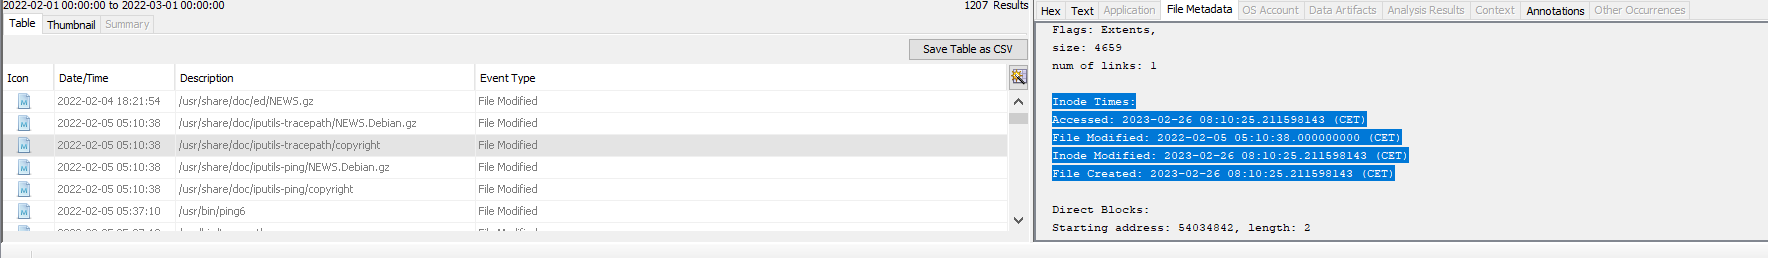 2022-02-01 00:00:00 to 2022-03-01 00:00:00
1207 Results
Table Thumbnail Summary
Save Table as CSV
Icon Date/Time Description Event Type
2022-02-04 18:21:54 /usr/share/doc/ed/NEWS.gz File Modified
2022-02-05 05:10:38 /usr/share/doc/iputils-tracepath/NEWS.Debian.gz File Modified
2022-02-05 05:10:38 /usr/share/doc/iputils-tracepath/copyright File Modified
2022-02-05 05:10:38 /usr/share/doc/iputils-ping/NEWS.Debian.gz File Modified
2022-02-05 05:10:38 /usr/share/doc/iputils-ping/copyright File Modified
2022-02-05 05:37:10 /usr/bin/ping6 File Modified
Hex Text Application File Metadata OS Account Data Artifacts Analysis Results Context Annotations Other Occurrences
Flags: Extents,
size: 4659
num of links: 1
Inode Times:
Accessed: 2023-02-26 08:10:25.211598143 (CET)
File Modified: 2022-02-05 05:10:38.000000000 (CET)
Inode Modified: 2023-02-26 08:10:25.211598143 (CET)
File Created: 2023-02-26 08:10:25.211598143 (CET)
Direct Blocks:
Starting address: 54034842, length: 2